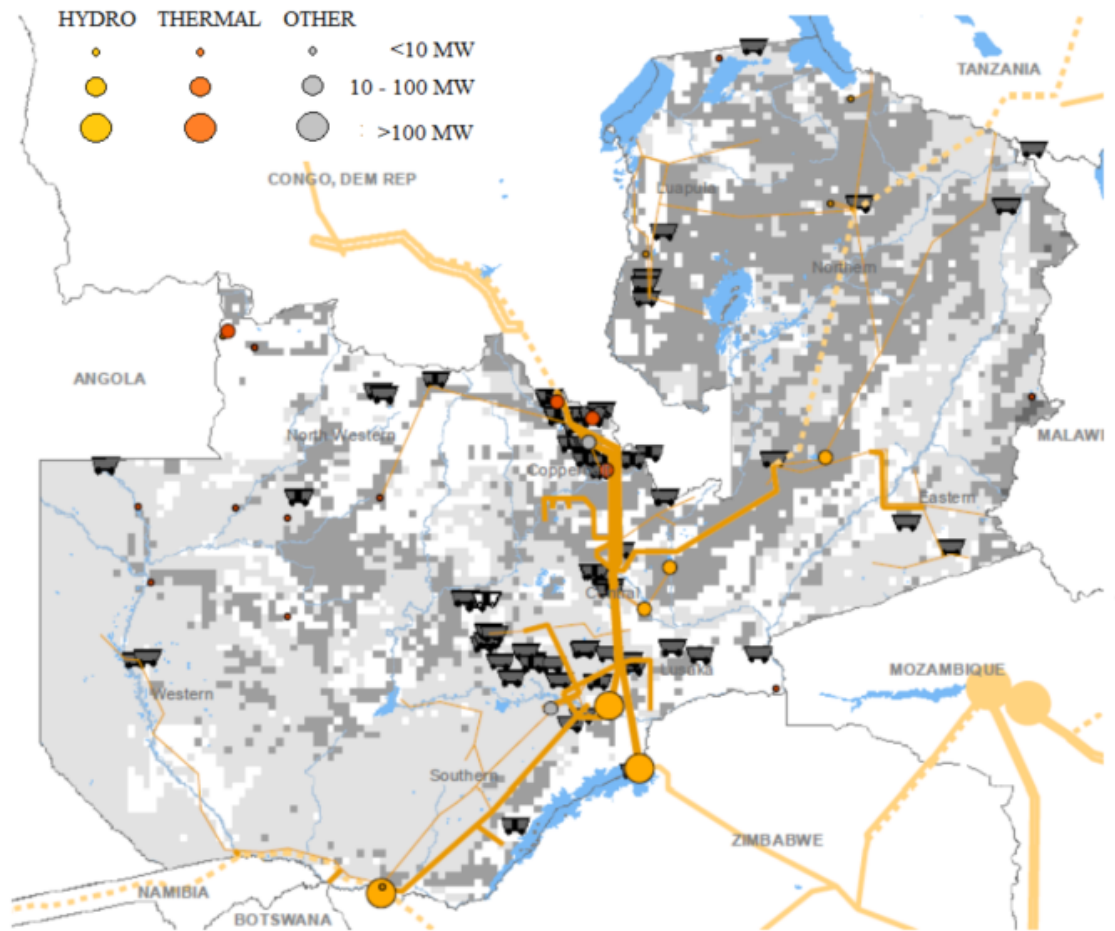 HYDRO THERMAL OTHER
<10 MW
10 - 100 MW
>100 MW
TANZANIA
CONGO, DEM REP
Luapula
Northern
ANGOLA
MALAWI
North Western
Copperb
Eastern
Central
Lusaka
MOZAMBIQUE
Western
Southern
ZIMBABWE
NAMIBIA
BOTSWANA